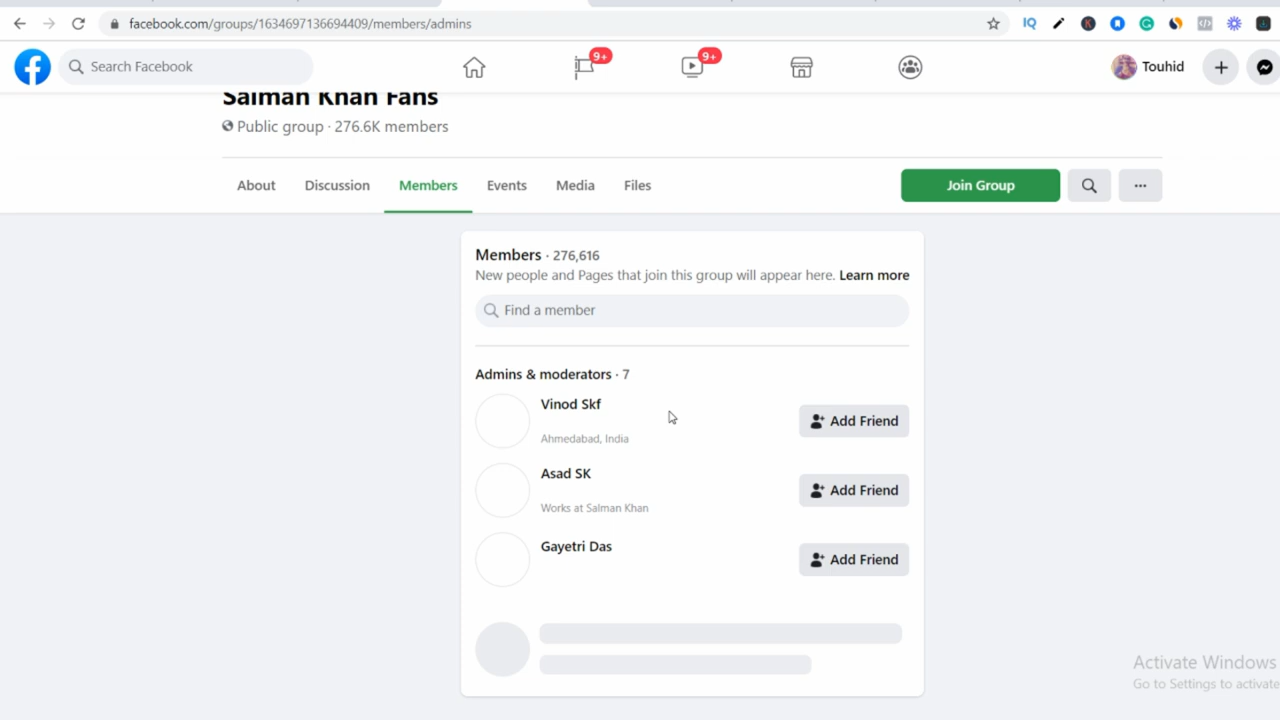 facebook.com/groups/1634697136694409/members/admins
Search Facebook
9+
9+
Touhid
Salman Khan Fans
Public group · 276.6K members
About
Discussion
Members
Events
Media
Files
Join Group
Members · 276,616
New people and Pages that join this group will appear here. Learn more
Find a member
Admins & moderators · 7
Vinod Skf
Ahmedabad, India
Add Friend
Asad SK
Works at Salman Khan
Add Friend
Gayetri Das
Add Friend
Activate Windows
Go to Settings to activate